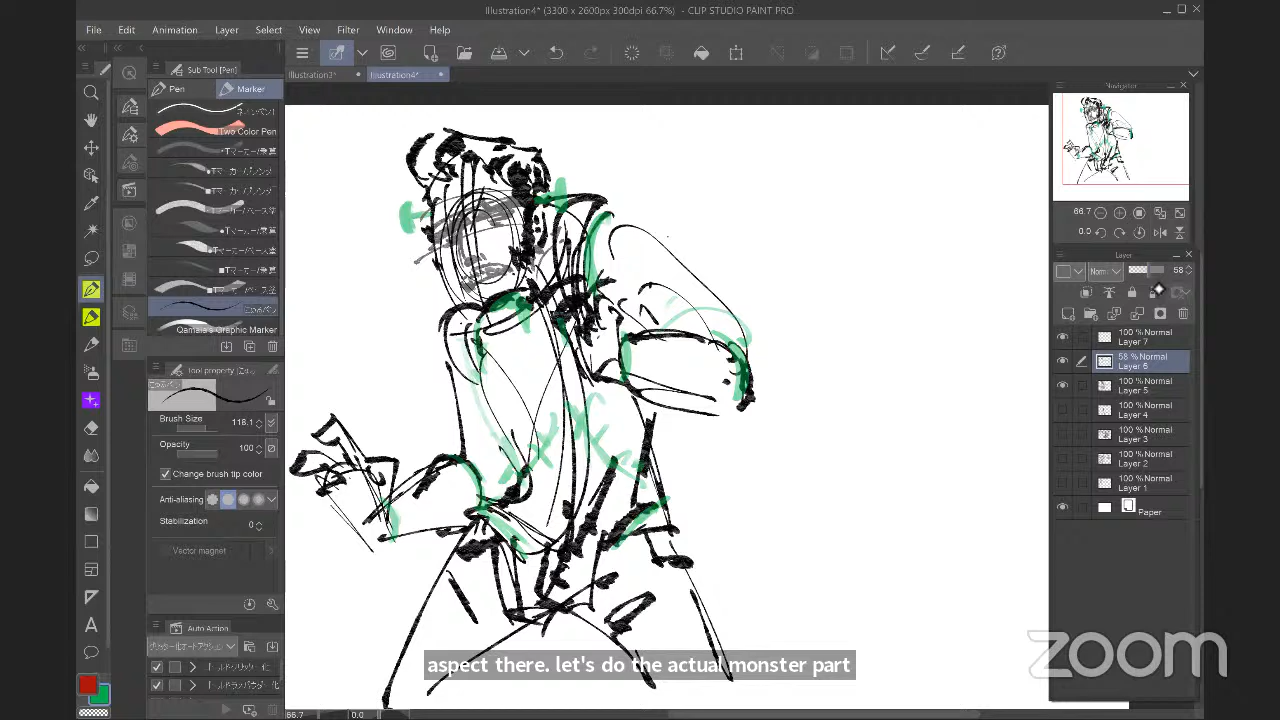 Illustration4* (3300 x 2600px 300dpi 66.7%) - CLIP STUDIO PAINT PRO
File Edit Animation Layer Select View Filter Window Help
Sub Tool [Pen]
Illustration3*
Illustration4*
Navigator
Pen
Marker
Two Color Pen
Qamala's Graphic Marker
66.7
0.0
Layer
Norm
58
100 %Normal
Layer 7
58 %Normal
Layer 6
100 %Normal
Layer 5
100 %Normal
Layer 4
100 %Normal
Layer 3
100 %Normal
Layer 2
100 %Normal
Layer 1
Paper
Brush Size 118.1
Opacity 100
Change brush tip color
Anti-aliasing
Stabilization 0
Vector magnet
Auto Action
aspect there. let's do the actual monster part
zoom
66.7 0.0